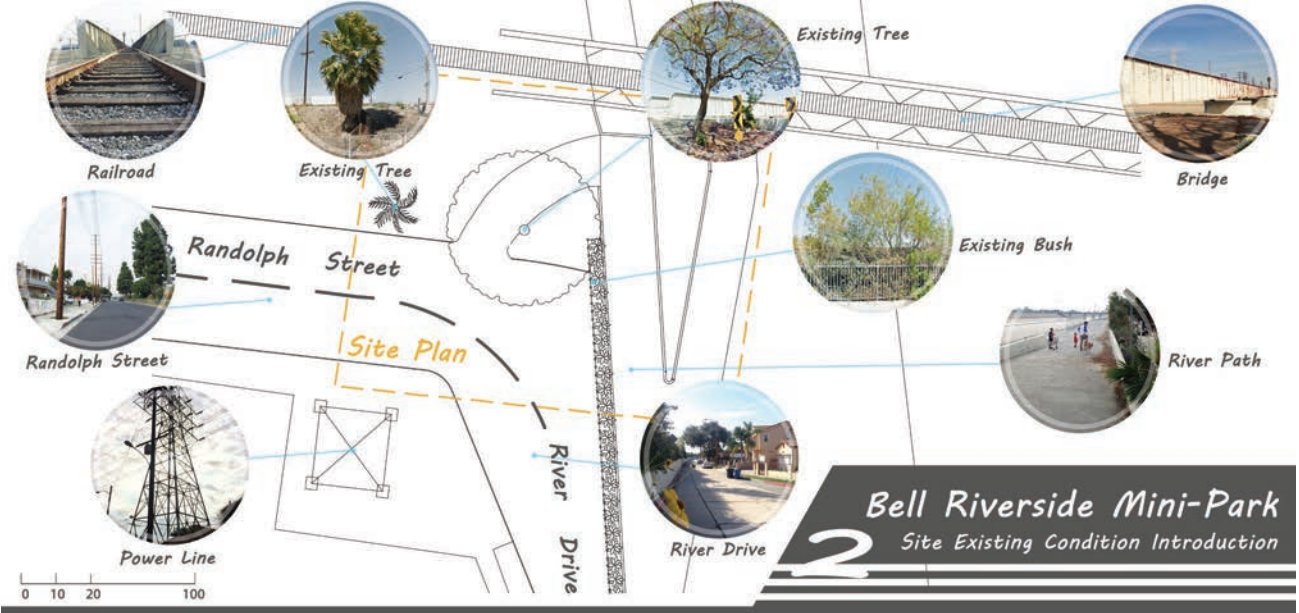 Existing Tree
Railroad
Existing Tree
Bridge
Randolph Street
Existing Bush
Site Plan
Randolph Street
River Path
River Drive
Power Line
River Drive
Bell Riverside Mini-Park
2 Site Existing Condition Introduction
0 10 20 100